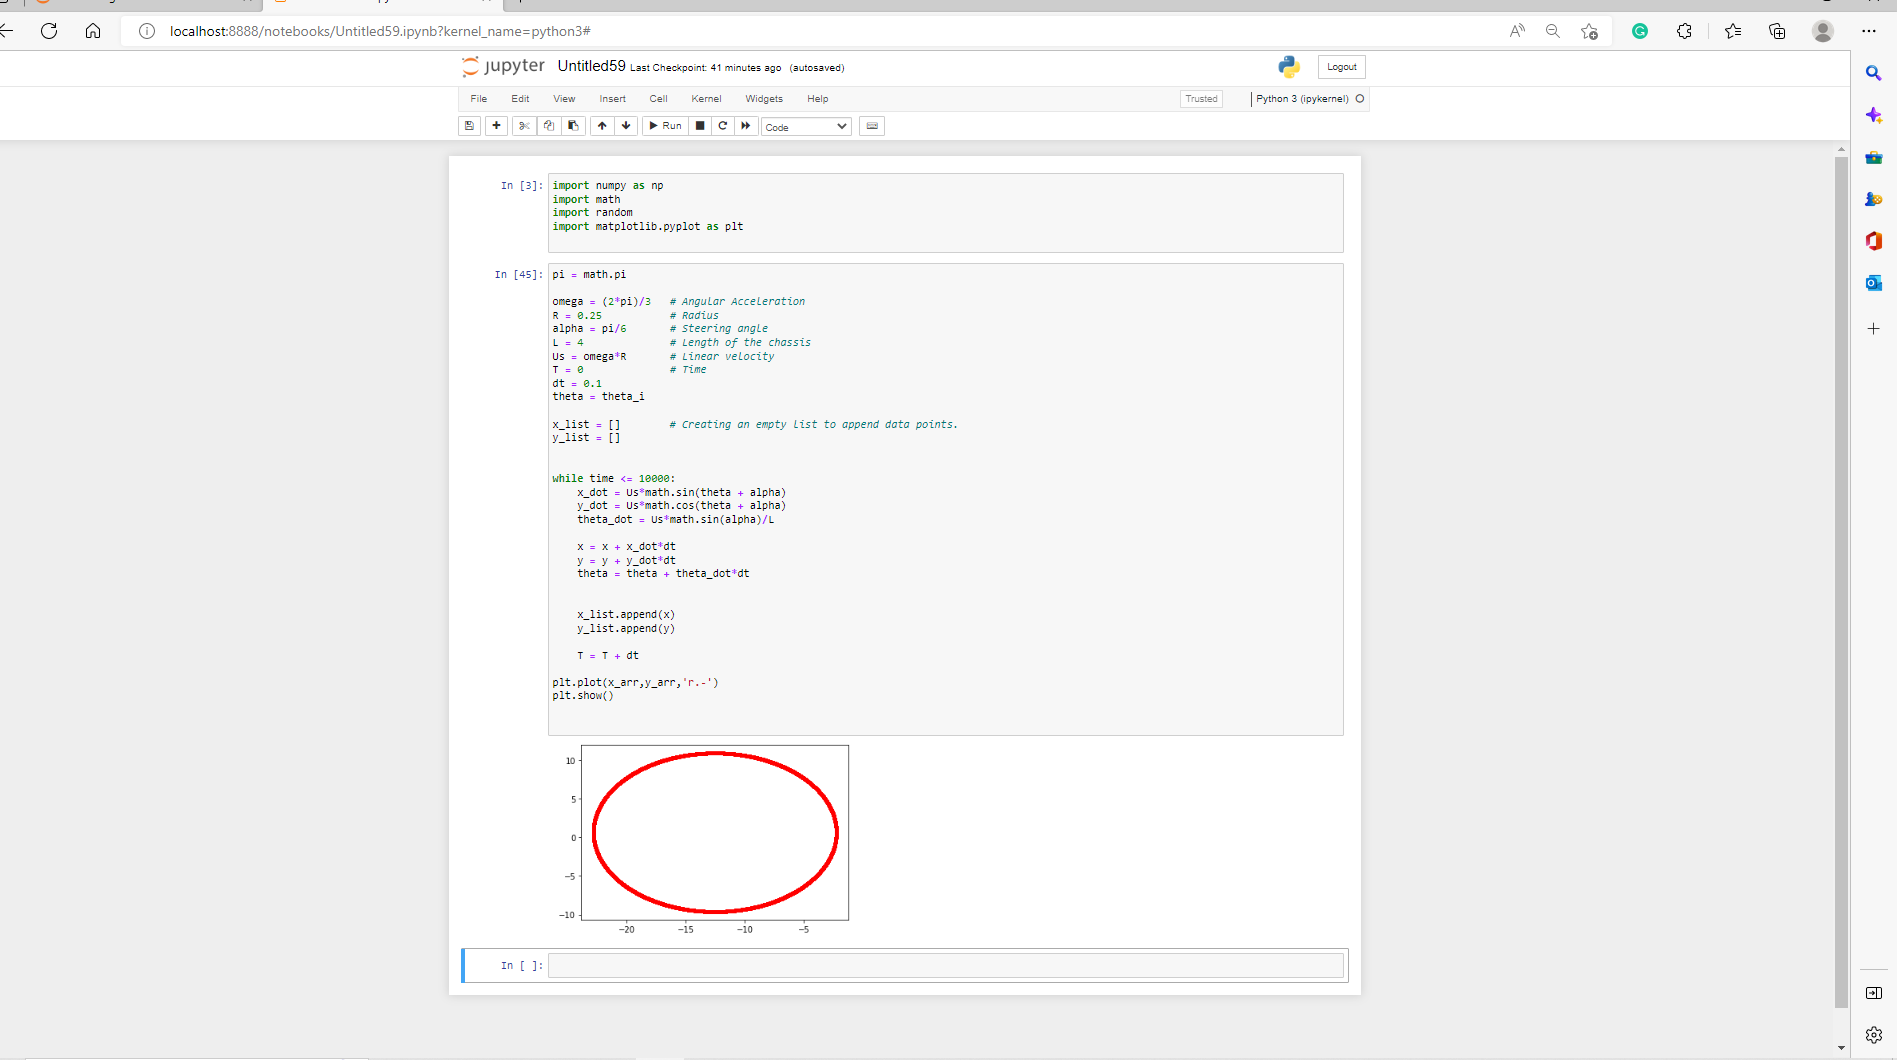 localhost:8888/notebooks/Untitled59.ipynb?kernel_name=python3#
jupyter Untitled59 Last Checkpoint: 41 minutes ago (autosaved)
Logout
File Edit View Insert Cell Kernel Widgets Help
Trusted
Python 3 (ipykernel)
Run
Code
In [3]:
import numpy as np
import math
import random
import matplotlib.pyplot as plt
In [45]:
pi = math.pi
omega = (2*pi)/3 # Angular Acceleration
R = 0.25 # Radius
alpha = pi/6 # Steering angle
L = 4 # Length of the chassis
Us = omega*R # Linear velocity
T = 0 # Time
dt = 0.1
theta = theta_i
x_list = [] # Creating an empty list to append data points.
y_list = []
while time <= 10000:
x_dot = Us*math.sin(theta + alpha)
y_dot = Us*math.cos(theta + alpha)
theta_dot = Us*math.sin(alpha)/L
x = x + x_dot*dt
y = y + y_dot*dt
theta = theta + theta_dot*dt
x_list.append(x)
y_list.append(y)
T = T + dt
plt.plot(x_arr,y_arr,'r.-')
plt.show()
10
5
0
−5
−10
−20 −15 −10 −5
In [ ]: